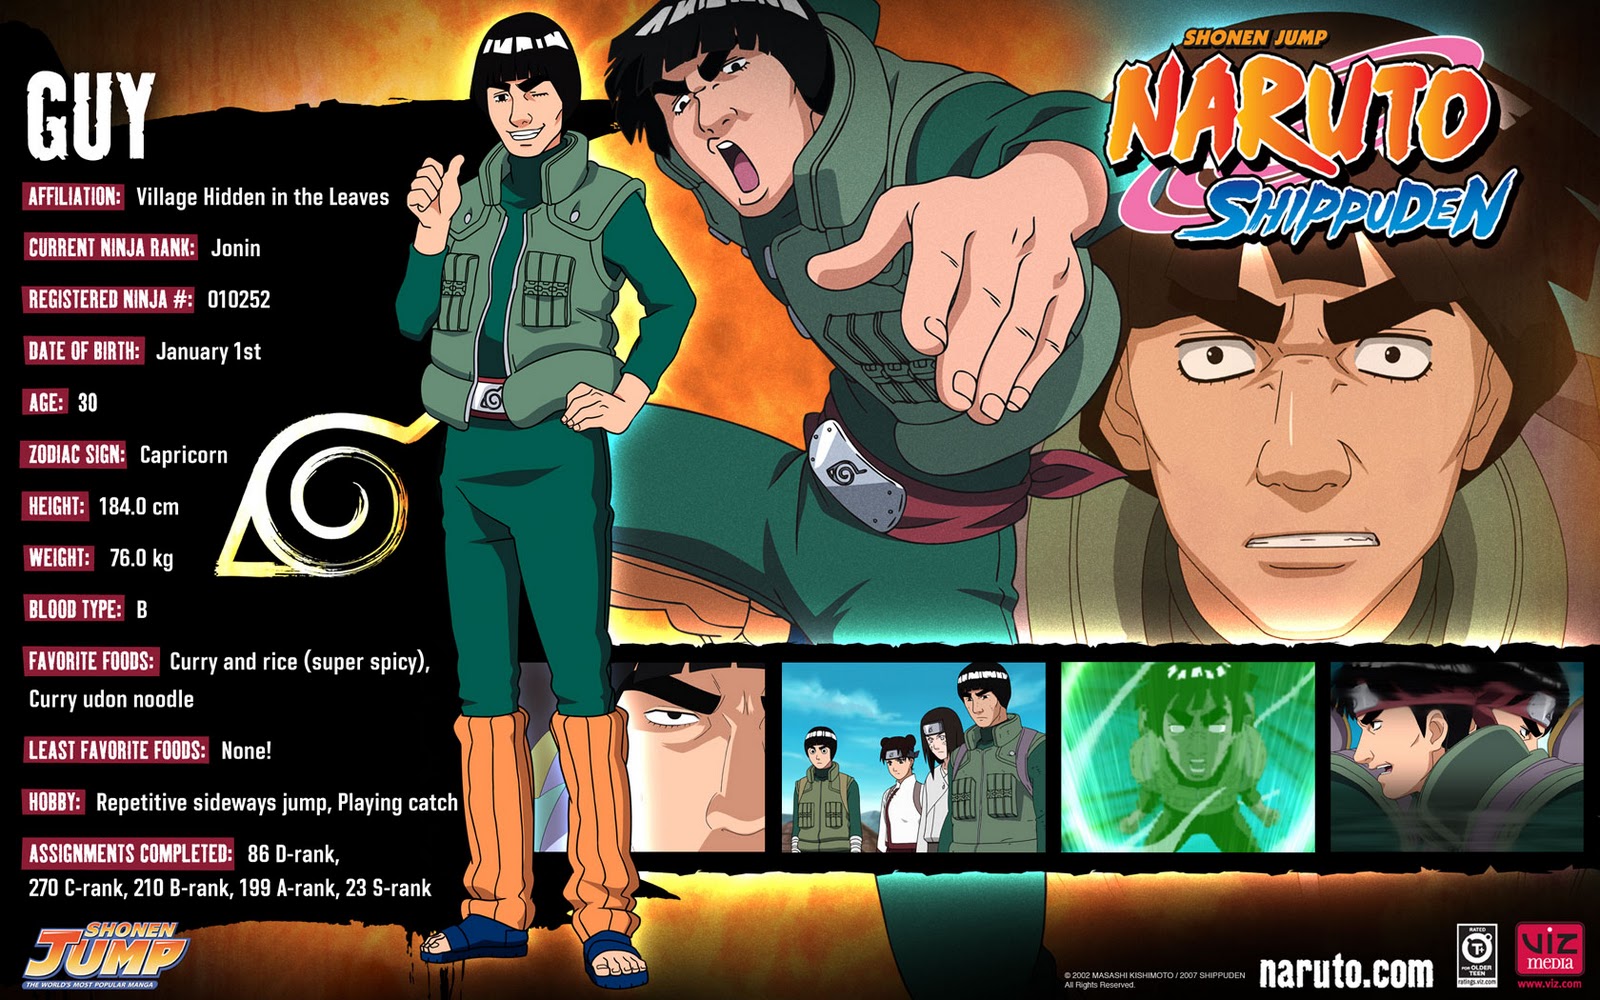 GUY
AFFILIATION: Village Hidden in the Leaves
CURRENT NINJA RANK: Jonin
REGISTERED NINJA #: 010252
DATE OF BIRTH: January 1st
AGE: 30
ZODIAC SIGN: Capricorn
HEIGHT: 184.0 cm
WEIGHT: 76.0 kg
BLOOD TYPE: B
FAVORITE FOODS: Curry and rice (super spicy),
Curry udon noodle
LEAST FAVORITE FOODS: None!
HOBBY: Repetitive sideways jump, Playing catch
ASSIGNMENTS COMPLETED: 86 D-rank,
270 C-rank, 210 B-rank, 199 A-rank, 23 S-rank
SHONEN
JUMP
THE WORLD'S MOST POPULAR MANGA
SHONEN JUMP
NARUTO
SHIPPUDEN
© 2002 MASASHI KISHIMOTO / 2007 SHIPPUDEN
All Rights Reserved.
naruto.com
RATED
T+
FOR OLDER
TEEN
ratings.viz.com
VIZ
MEDIA
www.viz.com